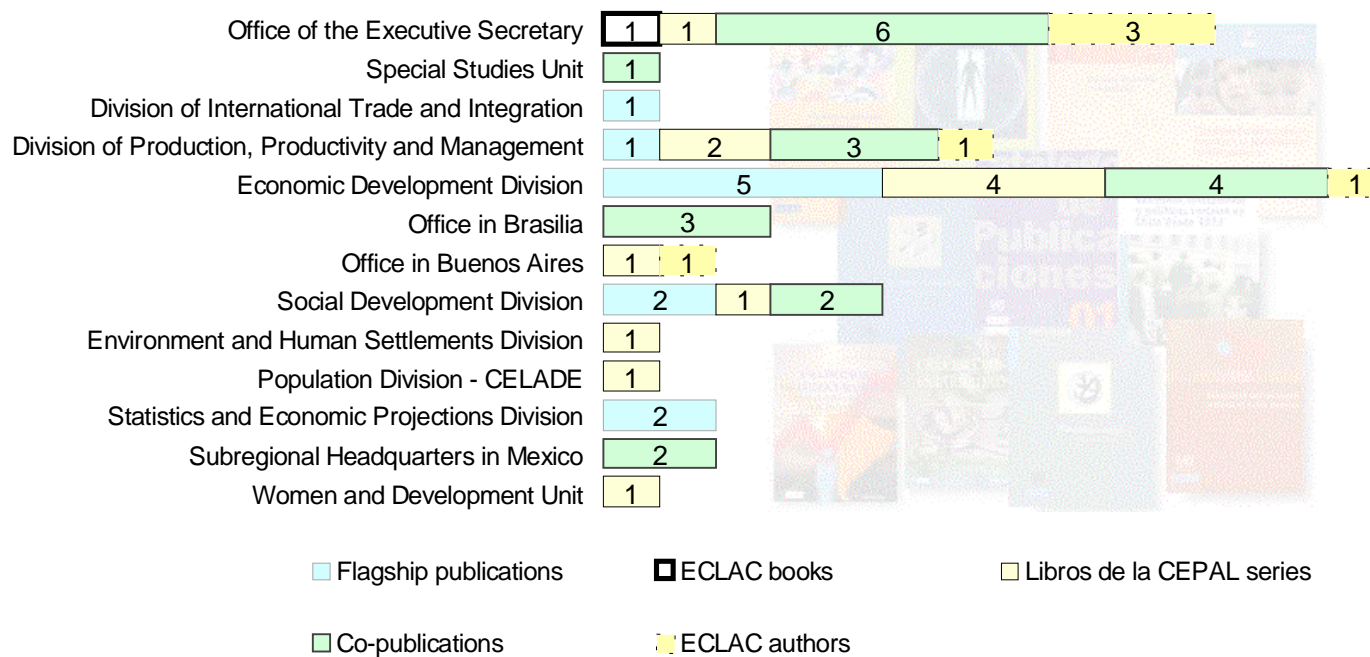 Office of the Executive Secretary 1 1 6 3
Special Studies Unit 1
Division of International Trade and Integration 1
Division of Production, Productivity and Management 1 2 3 1
Economic Development Division 5 4 4 1
Office in Brasilia 3
Office in Buenos Aires 1 1
Social Development Division 2 1 2
Environment and Human Settlements Division 1
Population Division - CELADE 1
Statistics and Economic Projections Division 2
Subregional Headquarters in Mexico 2
Women and Development Unit 1
Publica
ciones
01
Flagship publications ECLAC books Libros de la CEPAL series
Co-publications ECLAC authors